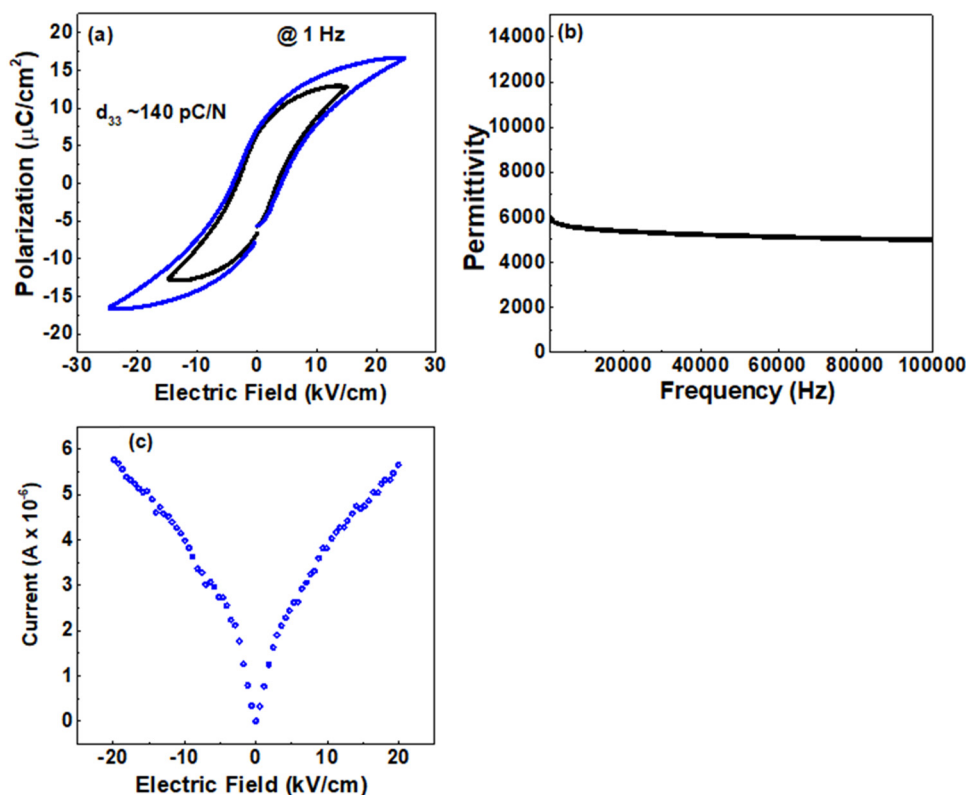 (a)
@ 1 Hz
d33 ~140 pC/N
Polarization (µC/cm2)
20
15
10
5
0
-5
-10
-15
-20
-30 -20 -10 0 10 20 30
Electric Field (kV/cm)
(b)
Permittivity
14000
12000
10000
8000
6000
4000
2000
0
20000 40000 60000 80000 100000
Frequency (Hz)
(c)
Current (A x 10-6)
6
5
4
3
2
1
0
-20 -10 0 10 20
Electric Field (kV/cm)